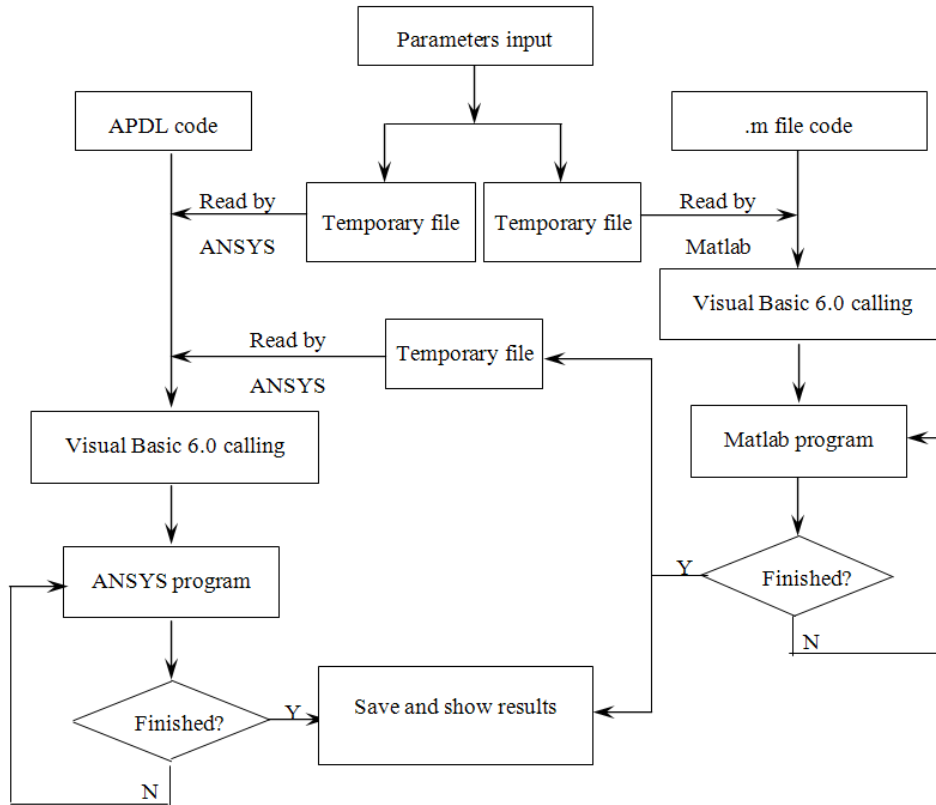 Parameters input
APDL code
.m file code
Read by
Temporary file
Temporary file
Read by
ANSYS
Matlab
Visual Basic 6.0 calling
Read by
Temporary file
ANSYS
Visual Basic 6.0 calling
Matlab program
ANSYS program
Y
Finished?
N
Save and show results
Finished?
Y
N